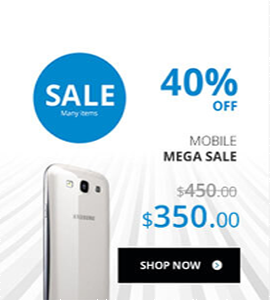 SALE
Many items
40%
OFF
MOBILE
MEGA SALE
$450.00
$350.00
SAMSUNG
SHOP NOW